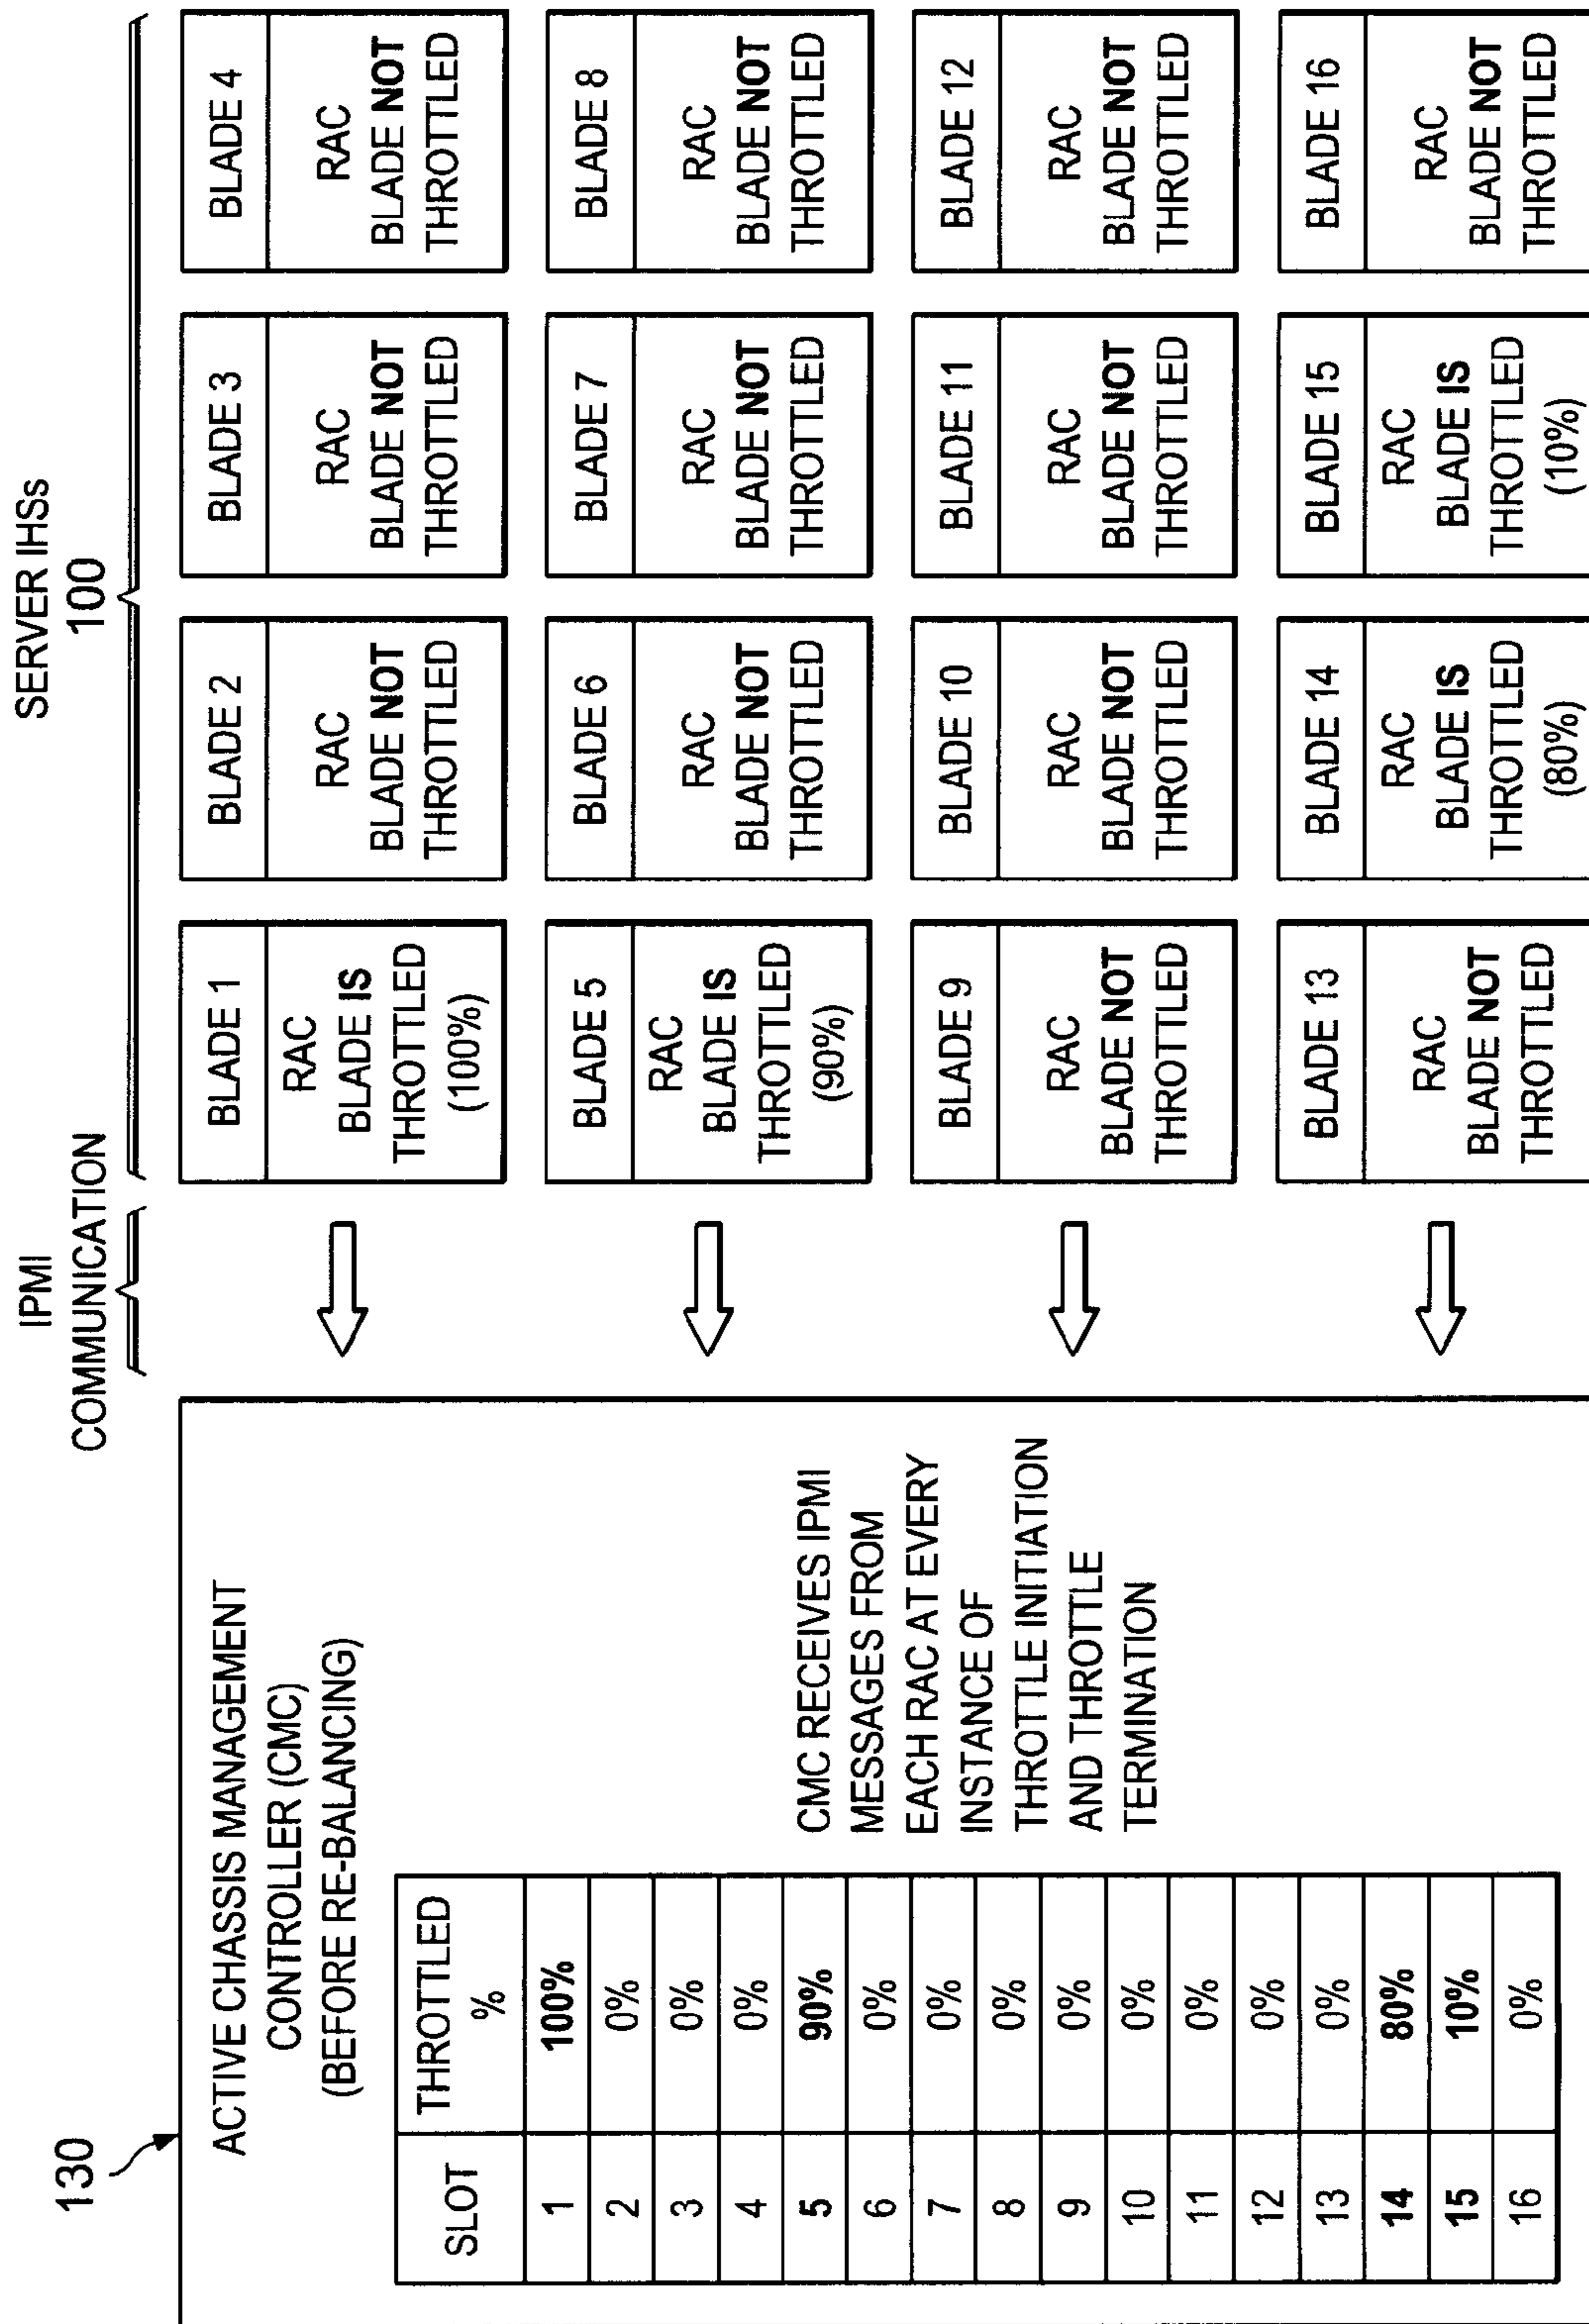 130
ACTIVE CHASSIS MANAGEMENT
CONTROLLER (CMC)
(BEFORE RE-BALANCING)
SLOT THROTTLED %
1 100%
2 0%
3 0%
4 0%
5 90%
6 0%
7 0%
8 0%
9 0%
10 0%
11 0%
12 0%
13 0%
14 80%
15 10%
16 0%
CMC RECEIVES IPMI
MESSAGES FROM
EACH RAC AT EVERY
INSTANCE OF
THROTTLE INITIATION
AND THROTTLE
TERMINATION
IPMI
COMMUNICATION
SERVER IHSs
100
BLADE 1
RAC
BLADE IS
THROTTLED
(100%)
BLADE 2
RAC
BLADE NOT
THROTTLED
BLADE 3
RAC
BLADE NOT
THROTTLED
BLADE 4
RAC
BLADE NOT
THROTTLED
BLADE 5
RAC
BLADE IS
THROTTLED
(90%)
BLADE 6
RAC
BLADE NOT
THROTTLED
BLADE 7
RAC
BLADE NOT
THROTTLED
BLADE 8
RAC
BLADE NOT
THROTTLED
BLADE 9
RAC
BLADE NOT
THROTTLED
BLADE 10
RAC
BLADE NOT
THROTTLED
BLADE 11
RAC
BLADE NOT
THROTTLED
BLADE 12
RAC
BLADE NOT
THROTTLED
BLADE 13
RAC
BLADE NOT
THROTTLED
BLADE 14
RAC
BLADE IS
THROTTLED
(80%)
BLADE 15
RAC
BLADE IS
THROTTLED
(10%)
BLADE 16
RAC
BLADE NOT
THROTTLED